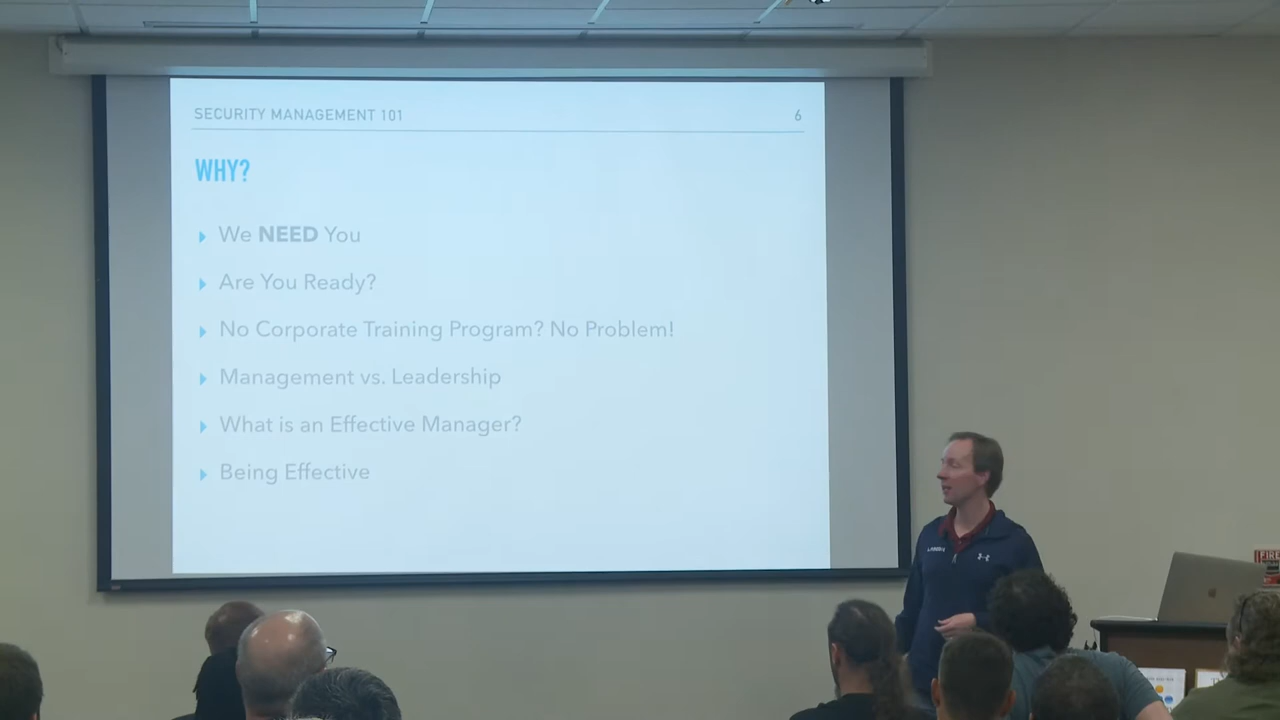 SECURITY MANAGEMENT 101
6
WHY?
We NEED You
Are You Ready?
No Corporate Training Program? No Problem!
Management vs. Leadership
What is an Effective Manager?
Being Effective
FIRE